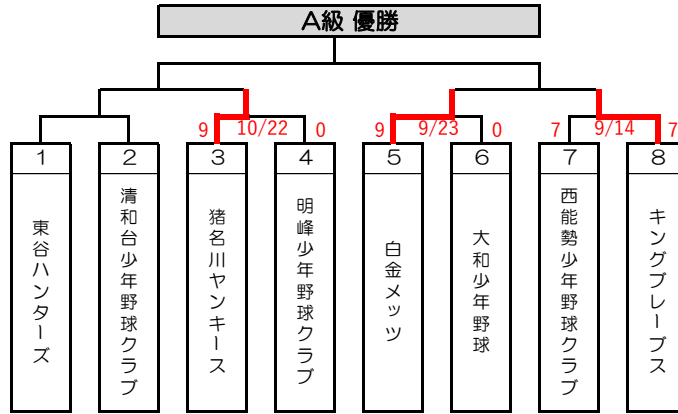 A級 優勝
9 10/22 0 9 9/23 0 7 9/14 7
1 2 3 4 5 6 7 8
東谷ハンターズ
清和台少年野球クラブ
猪名川ヤンキース
明峰少年野球クラブ
白金メッツ
大和少年野球
西能勢少年野球クラブ
キングブレーブス